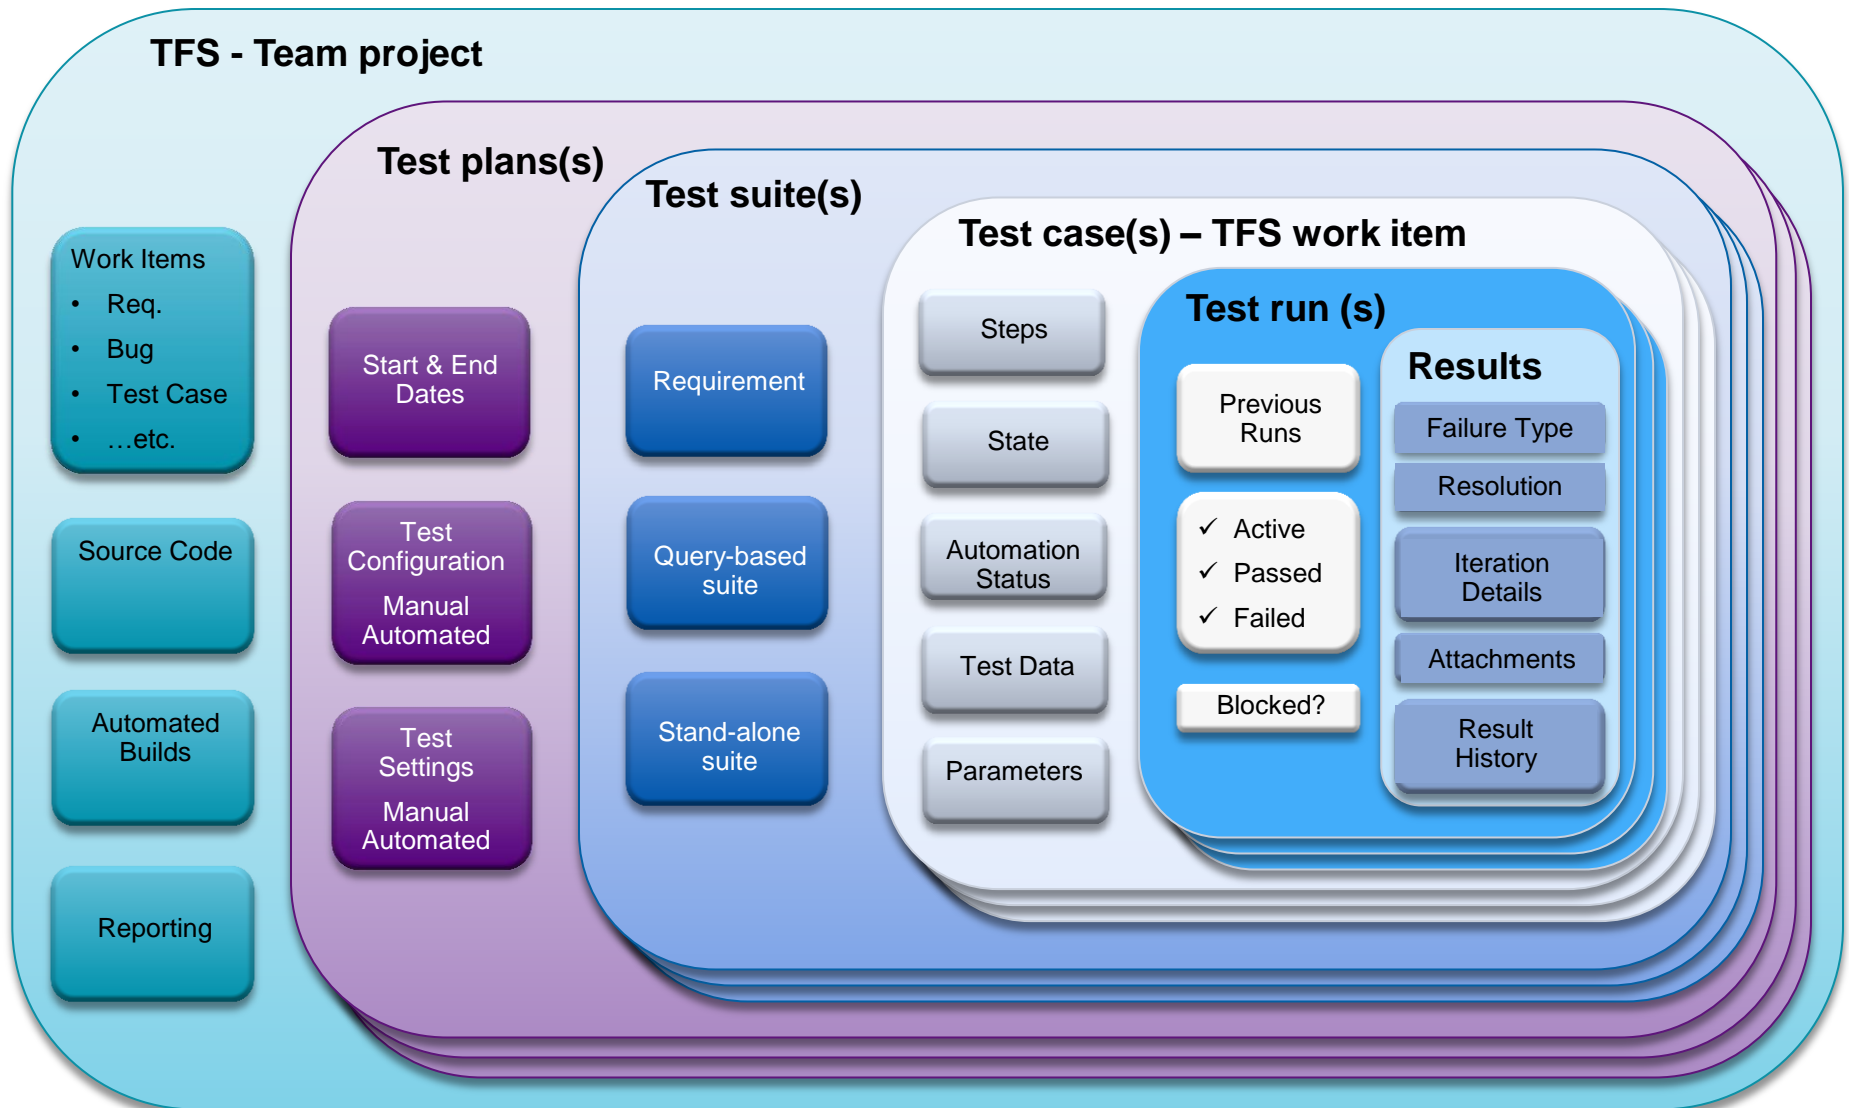 TFS - Team project
Test plans(s)
Test suite(s)
Test case(s) – TFS work item
Test run (s)
Results
Work Items
• Req.
• Bug
• Test Case
• …etc.
Source Code
Automated
Builds
Reporting
Start & End
Dates
Test
Configuration
Manual
Automated
Test
Settings
Manual
Automated
Requirement
Query-based
suite
Stand-alone
suite
Steps
State
Automation
Status
Test Data
Parameters
Previous
Runs
✓ Active
✓ Passed
✓ Failed
Blocked?
Failure Type
Resolution
Iteration
Details
Attachments
Result
History